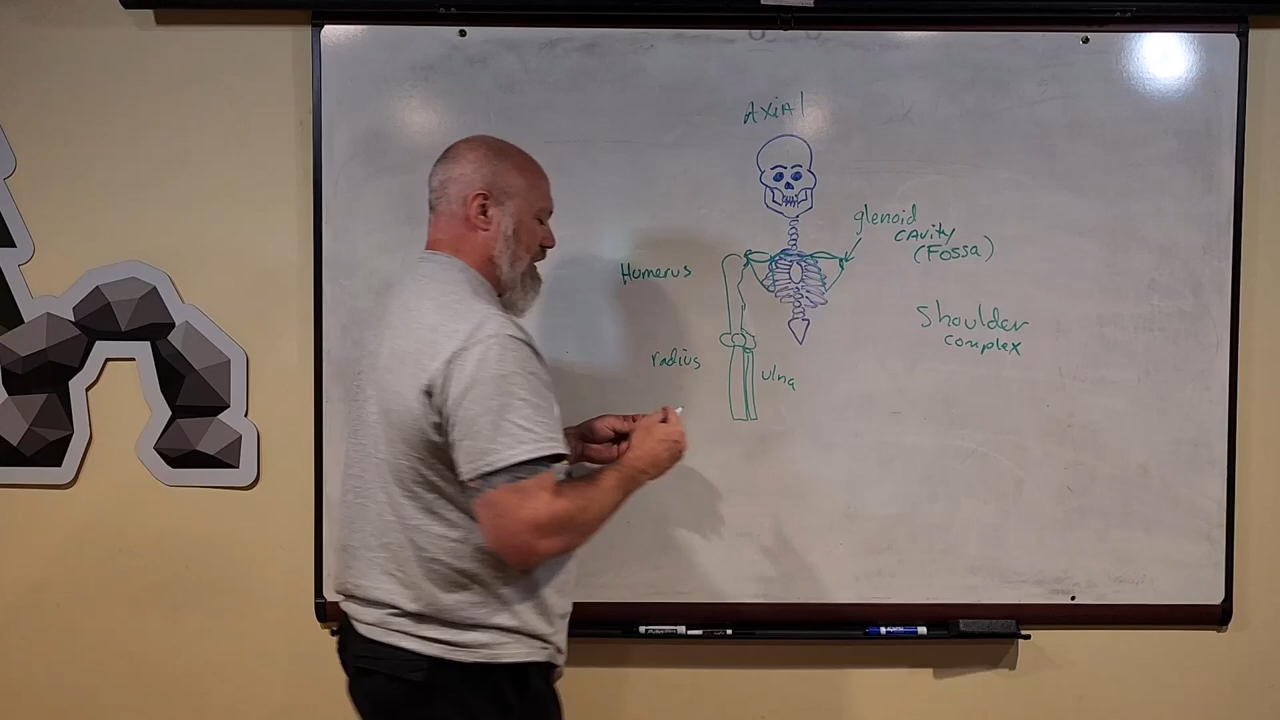 Axial
glenoid
cavity
(Fossa)
Humerus
Shoulder
complex
radius
ulna